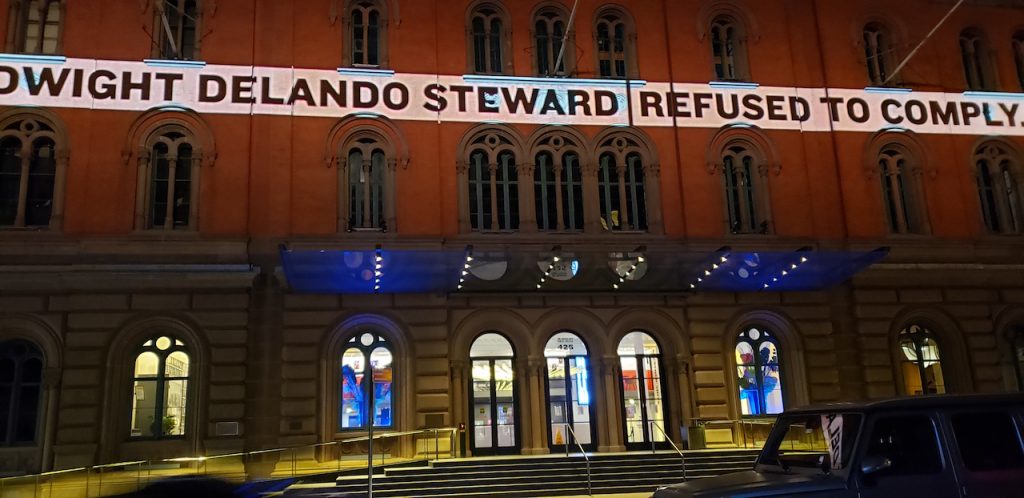 DWIGHT DELANDO STEWARD REFUSED TO COMPLY.
425